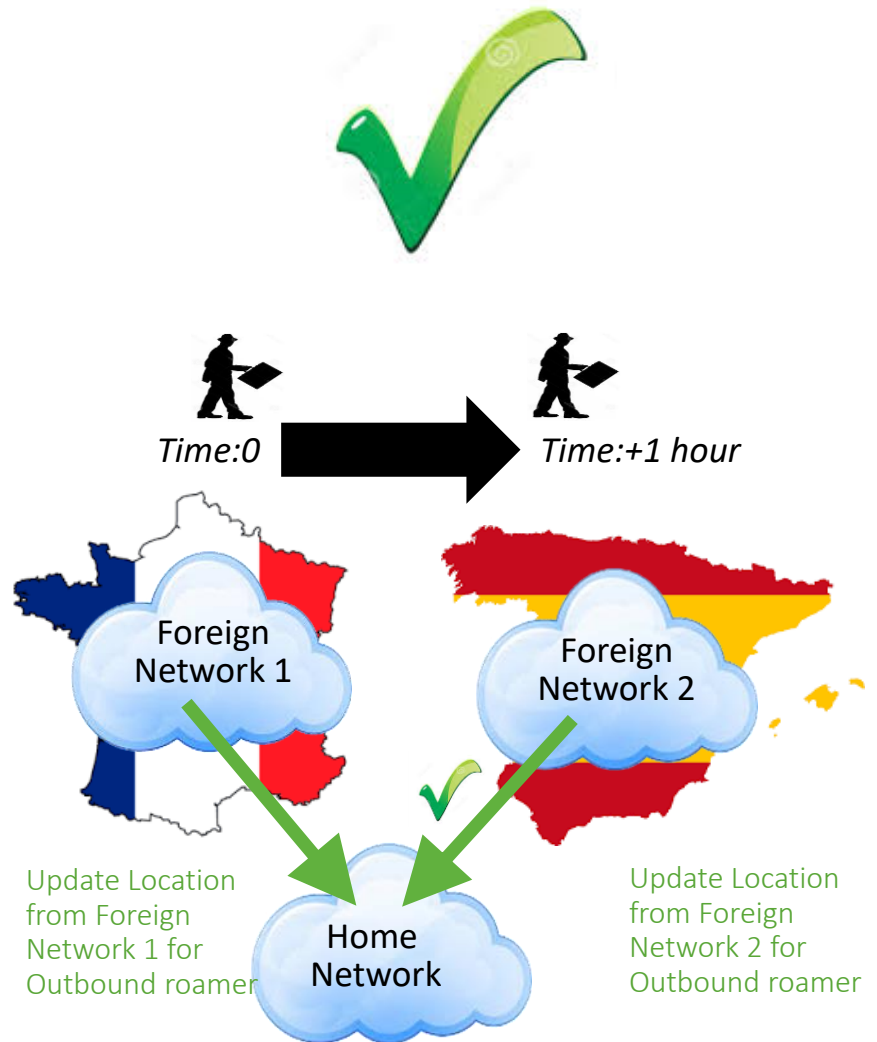 Time:0
Time:+1 hour
Foreign
Network 1
Foreign
Network 2
Update Location
from Foreign
Network 1 for
Outbound roamer
Home
Network
Update Location
from Foreign
Network 2 for
Outbound roamer